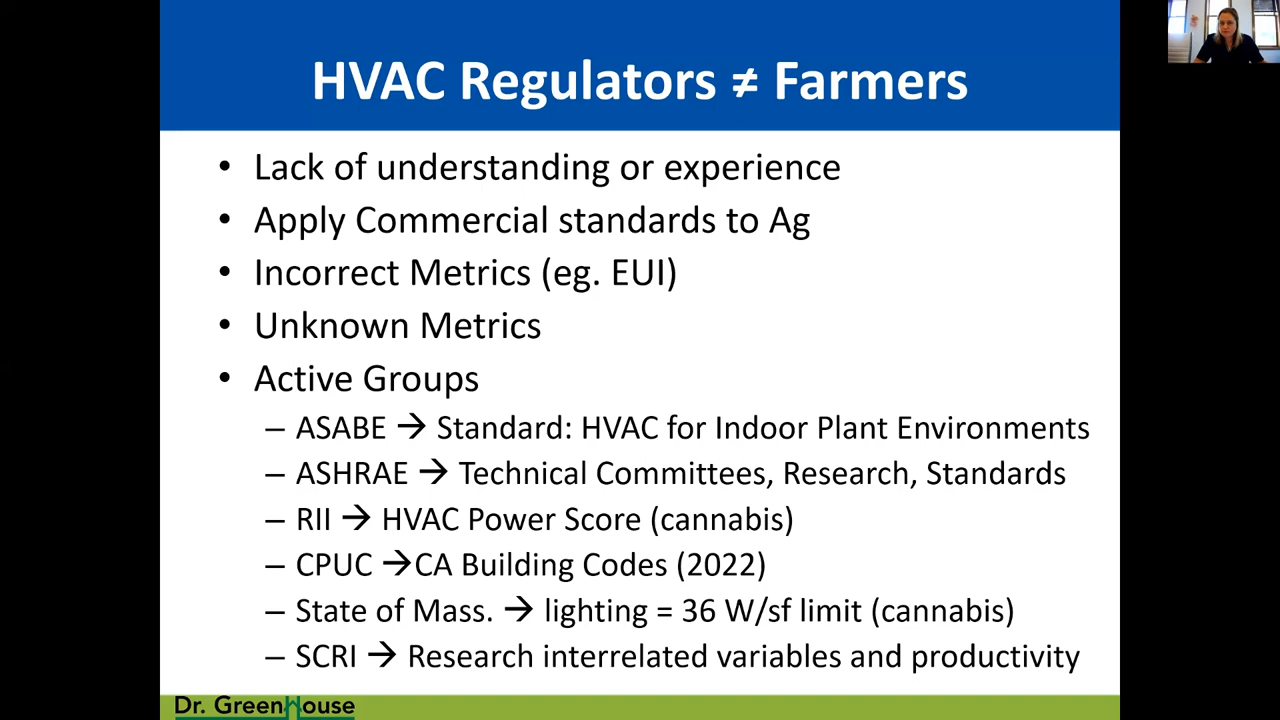 HVAC Regulators ≠ Farmers
• Lack of understanding or experience
• Apply Commercial standards to Ag
• Incorrect Metrics (eg. EUI)
• Unknown Metrics
• Active Groups
– ASABE → Standard: HVAC for Indoor Plant Environments
– ASHRAE → Technical Committees, Research, Standards
– RII → HVAC Power Score (cannabis)
– CPUC →CA Building Codes (2022)
– State of Mass. → lighting = 36 W/sf limit (cannabis)
– SCRI → Research interrelated variables and productivity
Dr. GreenHouse